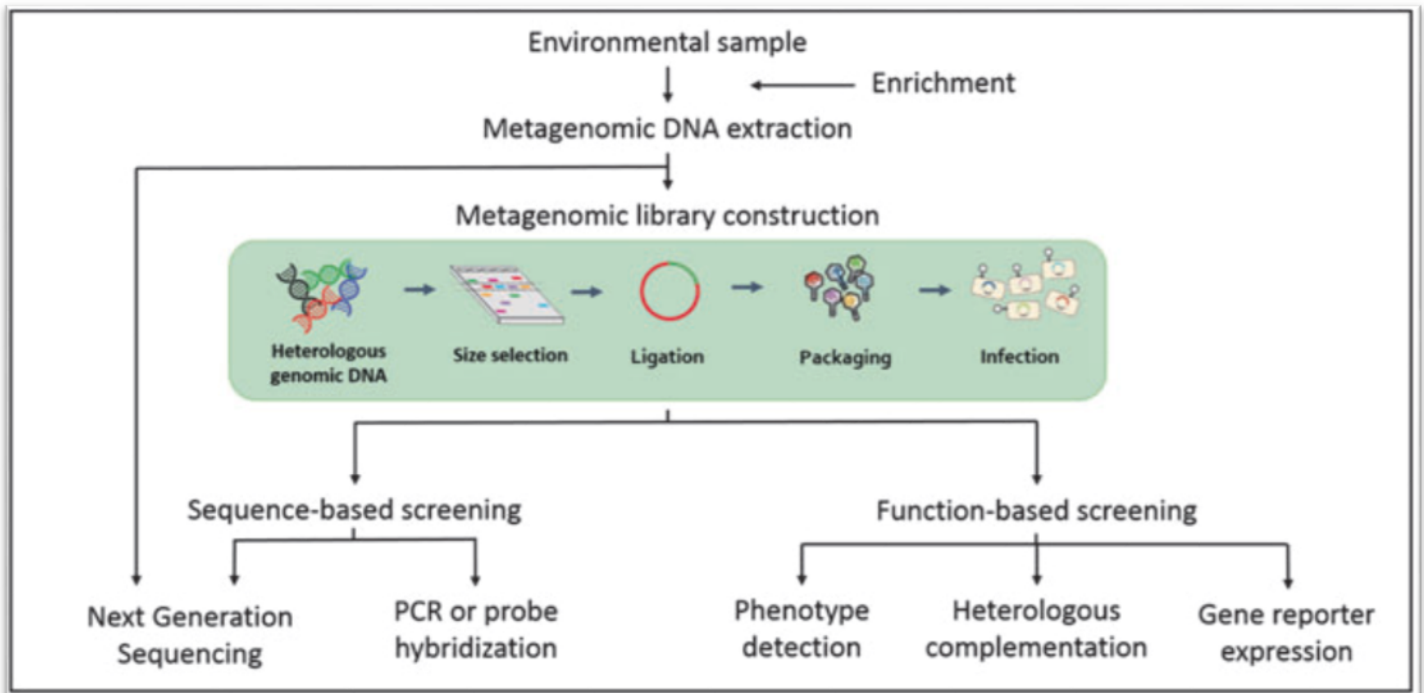 Environmental sample
Enrichment
Metagenomic DNA extraction
Metagenomic library construction
Heterologous
genomic DNA
Size selection
Ligation
Packaging
Infection
Sequence-based screening
Function-based screening
Next Generation
Sequencing
PCR or probe
hybridization
Phenotype
detection
Heterologous
complementation
Gene reporter
expression